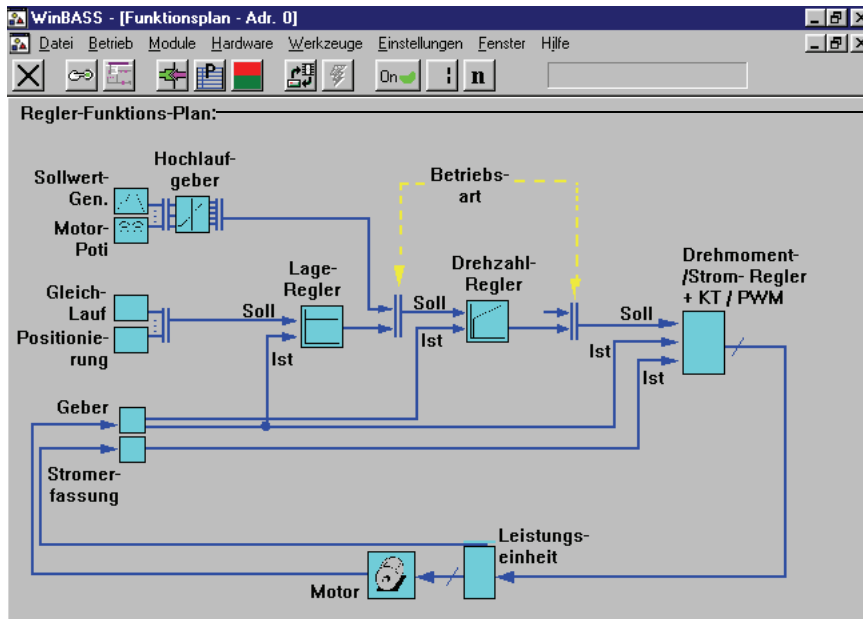 WinBASS - [Funktionsplan - Adr. 0]
Datei Betrieb Module Hardware Werkzeuge Einstellungen Fenster Hilfe
P On n
Regler-Funktions-Plan:
Hochlauf-
geber
Sollwert-
Gen.
Motor-
Poti
Betriebs-
art
Gleich-
Lauf
Positionie-
rung
Lage-
Regler
Soll
Ist
Drehzahl-
Regler
Soll
Ist
Drehmoment-
/Strom- Regler
+ KT / PWM
Soll
Ist
Ist
Geber
Stromer-
fassung
Leistungs-
einheit
Motor